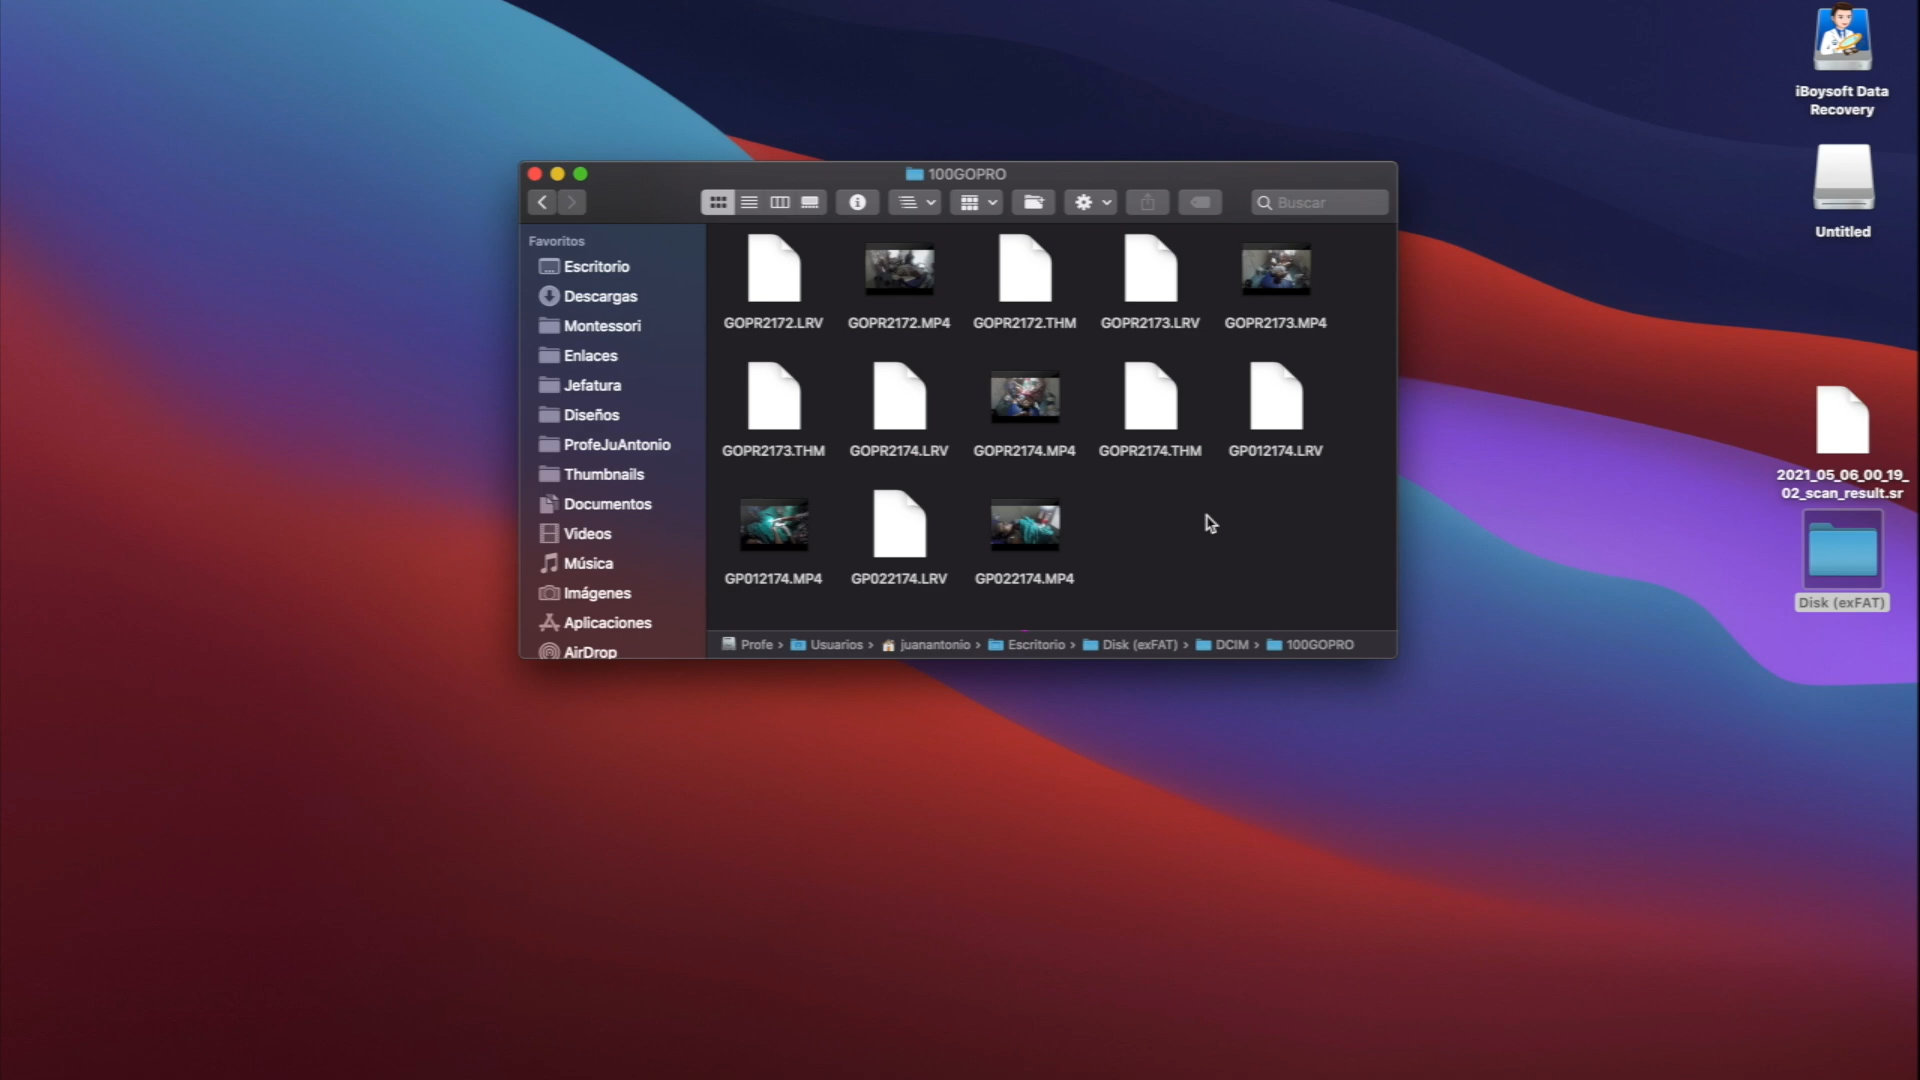 iBoysoft Data
Recovery
Untitled
2021_05_06_00_19_
02_scan_result.sr
Disk (exFAT)
100GOPRO
Buscar
Favoritos
Escritorio
Descargas
Montessori
Enlaces
Jefatura
Diseños
ProfeJuAntonio
Thumbnails
Documentos
Videos
Música
Imágenes
Aplicaciones
AirDrop
GOPR2172.LRV
GOPR2172.MP4
GOPR2172.THM
GOPR2173.LRV
GOPR2173.MP4
GOPR2173.THM
GOPR2174.LRV
GOPR2174.MP4
GOPR2174.THM
GP012174.LRV
GP012174.MP4
GP022174.LRV
GP022174.MP4
Profe › Usuarios › juanantonio › Escritorio › Disk (exFAT) › DCIM › 100GOPRO